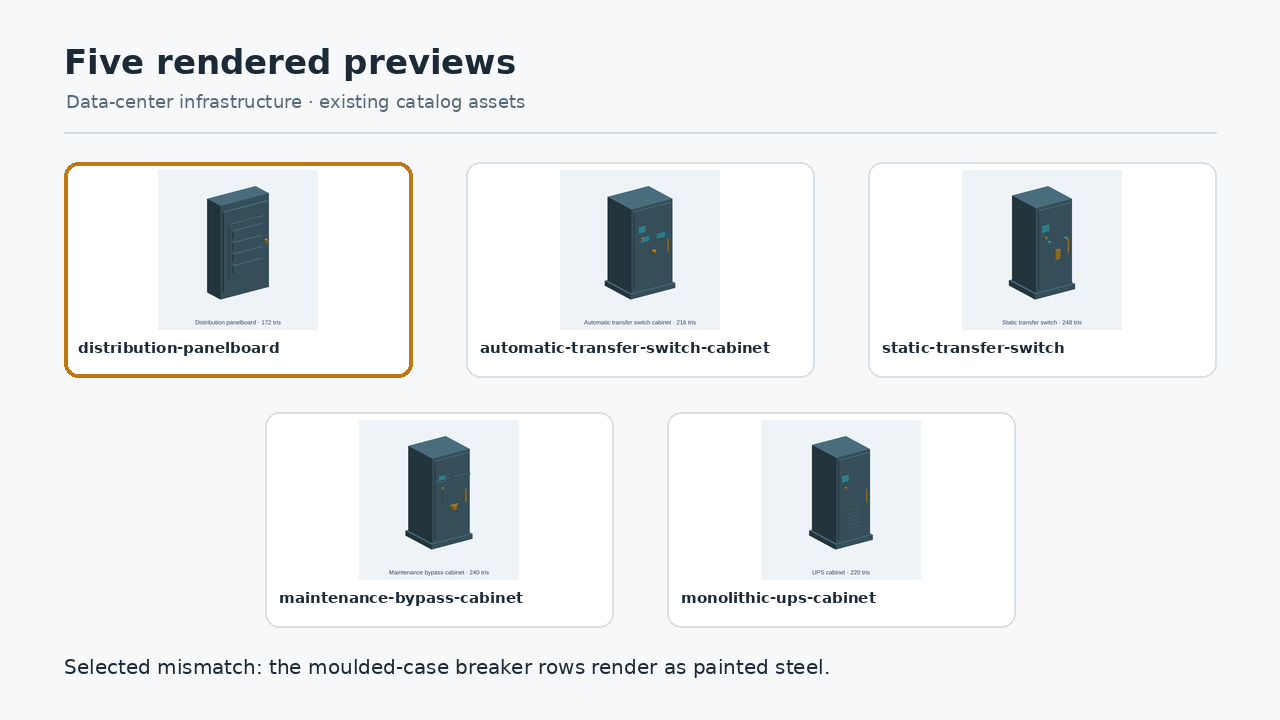 Five rendered previews
Data-center infrastructure · existing catalog assets
Distribution panelboard · 172 tris
distribution-panelboard
Automatic transfer switch cabinet · 216 tris
automatic-transfer-switch-cabinet
Static transfer switch · 248 tris
static-transfer-switch
Maintenance bypass cabinet · 240 tris
maintenance-bypass-cabinet
UPS cabinet · 220 tris
monolithic-ups-cabinet
Selected mismatch: the moulded-case breaker rows render as painted steel.